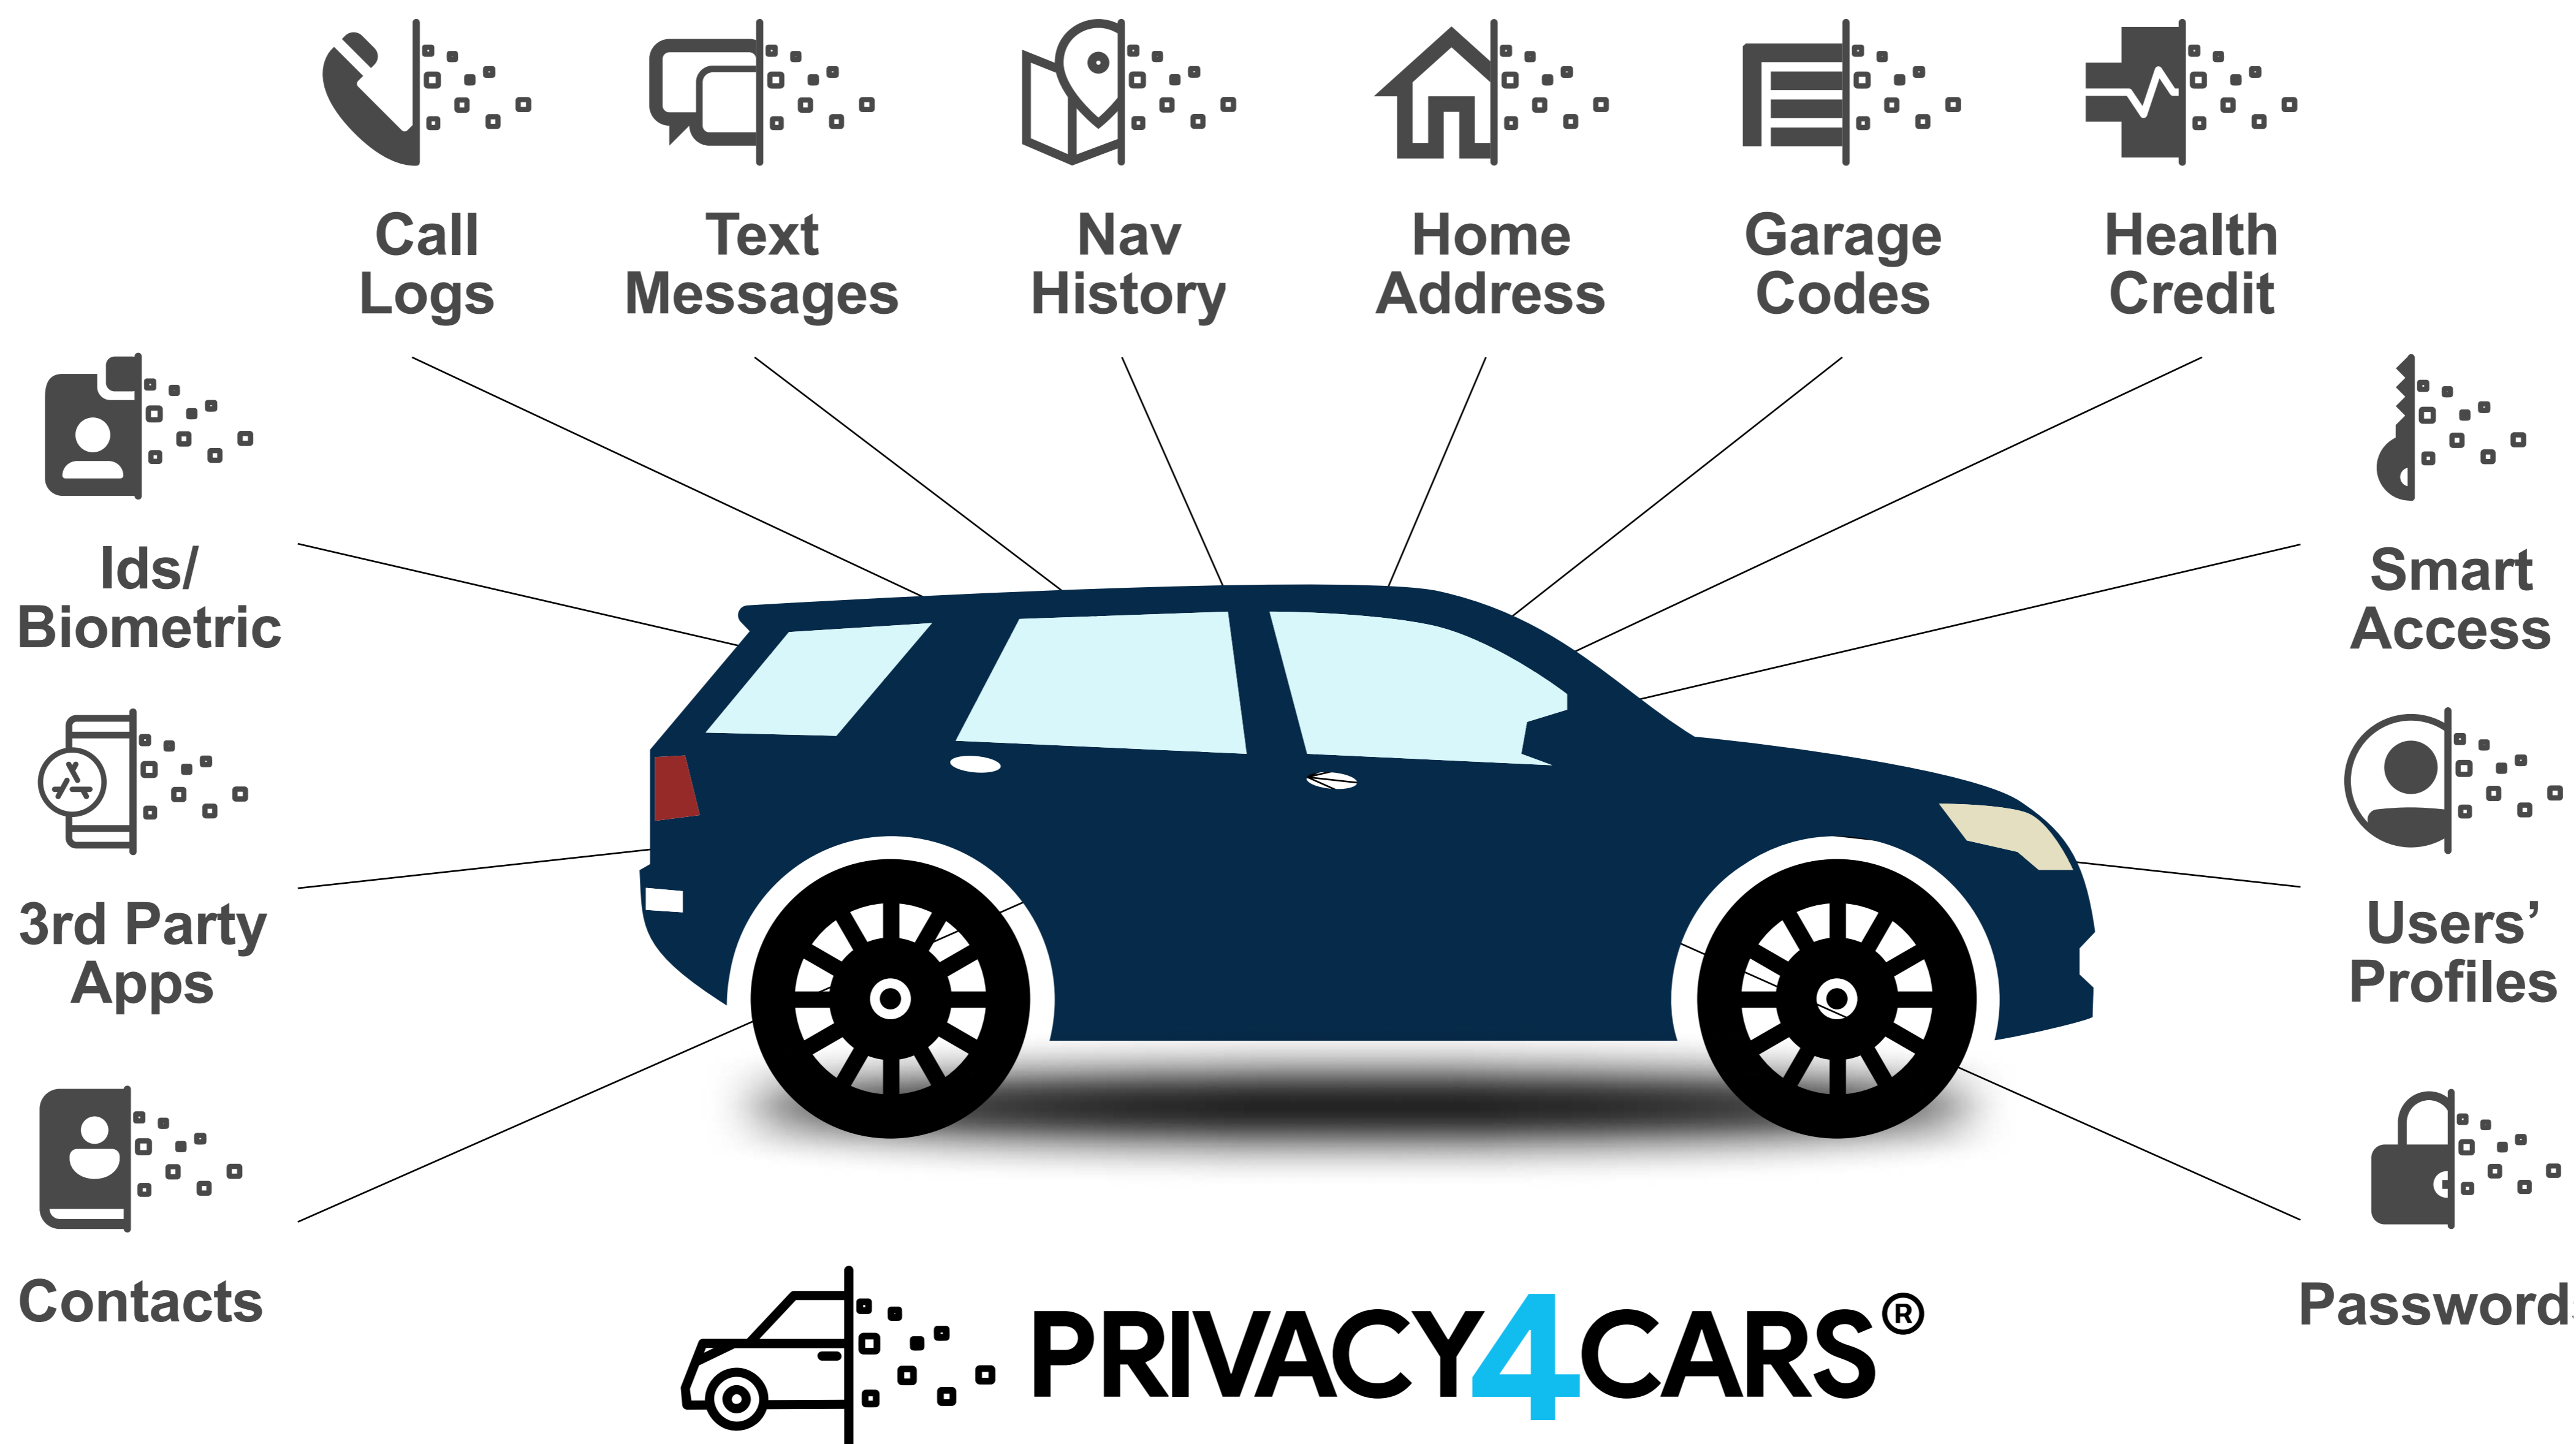 Call
Logs
Text
Messages
Nav
History
Home
Address
Garage
Codes
Health
Credit
Ids/
Biometric
Smart
Access
3rd Party
Apps
Users’
Profiles
Contacts
Password
PRIVACY4CARS®